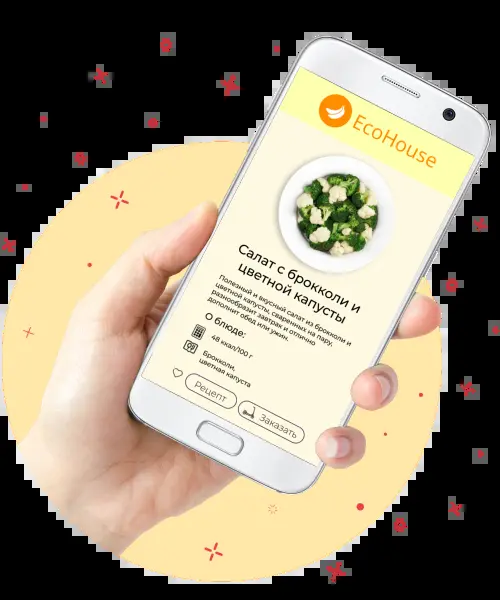 EcoHouse
Салат с брокколи и
цветной капусты
Полезный и вкусный салат из брокколи и
цветной капусты, сваренных на пару,
разнообразит завтрак и отлично
дополнит обед или ужин.
О блюде:
48 ккал/100 г
Брокколи,
цветная капуста
Рецепт
Заказать